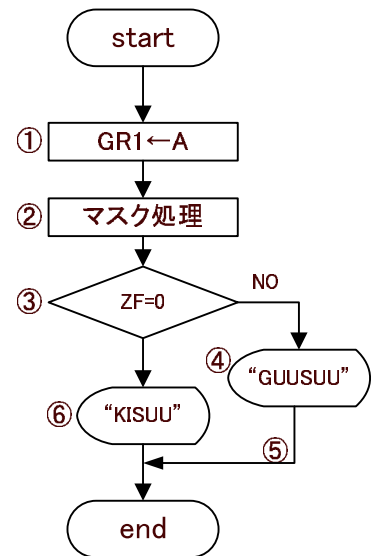 start
① GR1←A
② マスク処理
③ ZF=0
NO
④ “GUUSUU”
⑥ “KISUU”
⑤
end